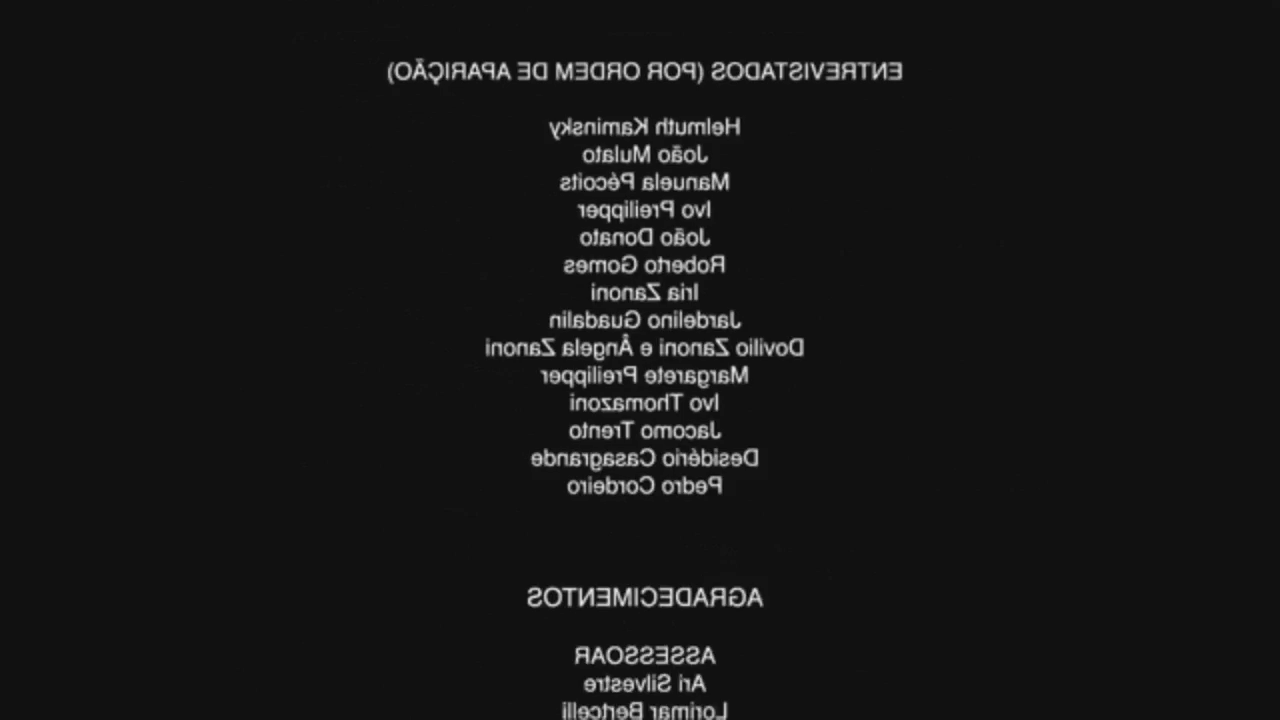 ENTREVISTADOS (POR ORDEM DE APARIÇÃO)
Helmuth Kaminsky
João Mulato
Manuela Pécoits
Ivo Preilipper
João Donato
Roberto Gomes
Iria Zanoni
Jardelino Guadalin
Dovilio Zanoni e Ângela Zanoni
Margarete Preilipper
Ivo Thomazoni
Jacomo Trento
Desidério Casagrande
Pedro Cordeiro
AGRADECIMENTOS
ASSESSOAR
Ari Silvestre
Lorimar Bertcelli